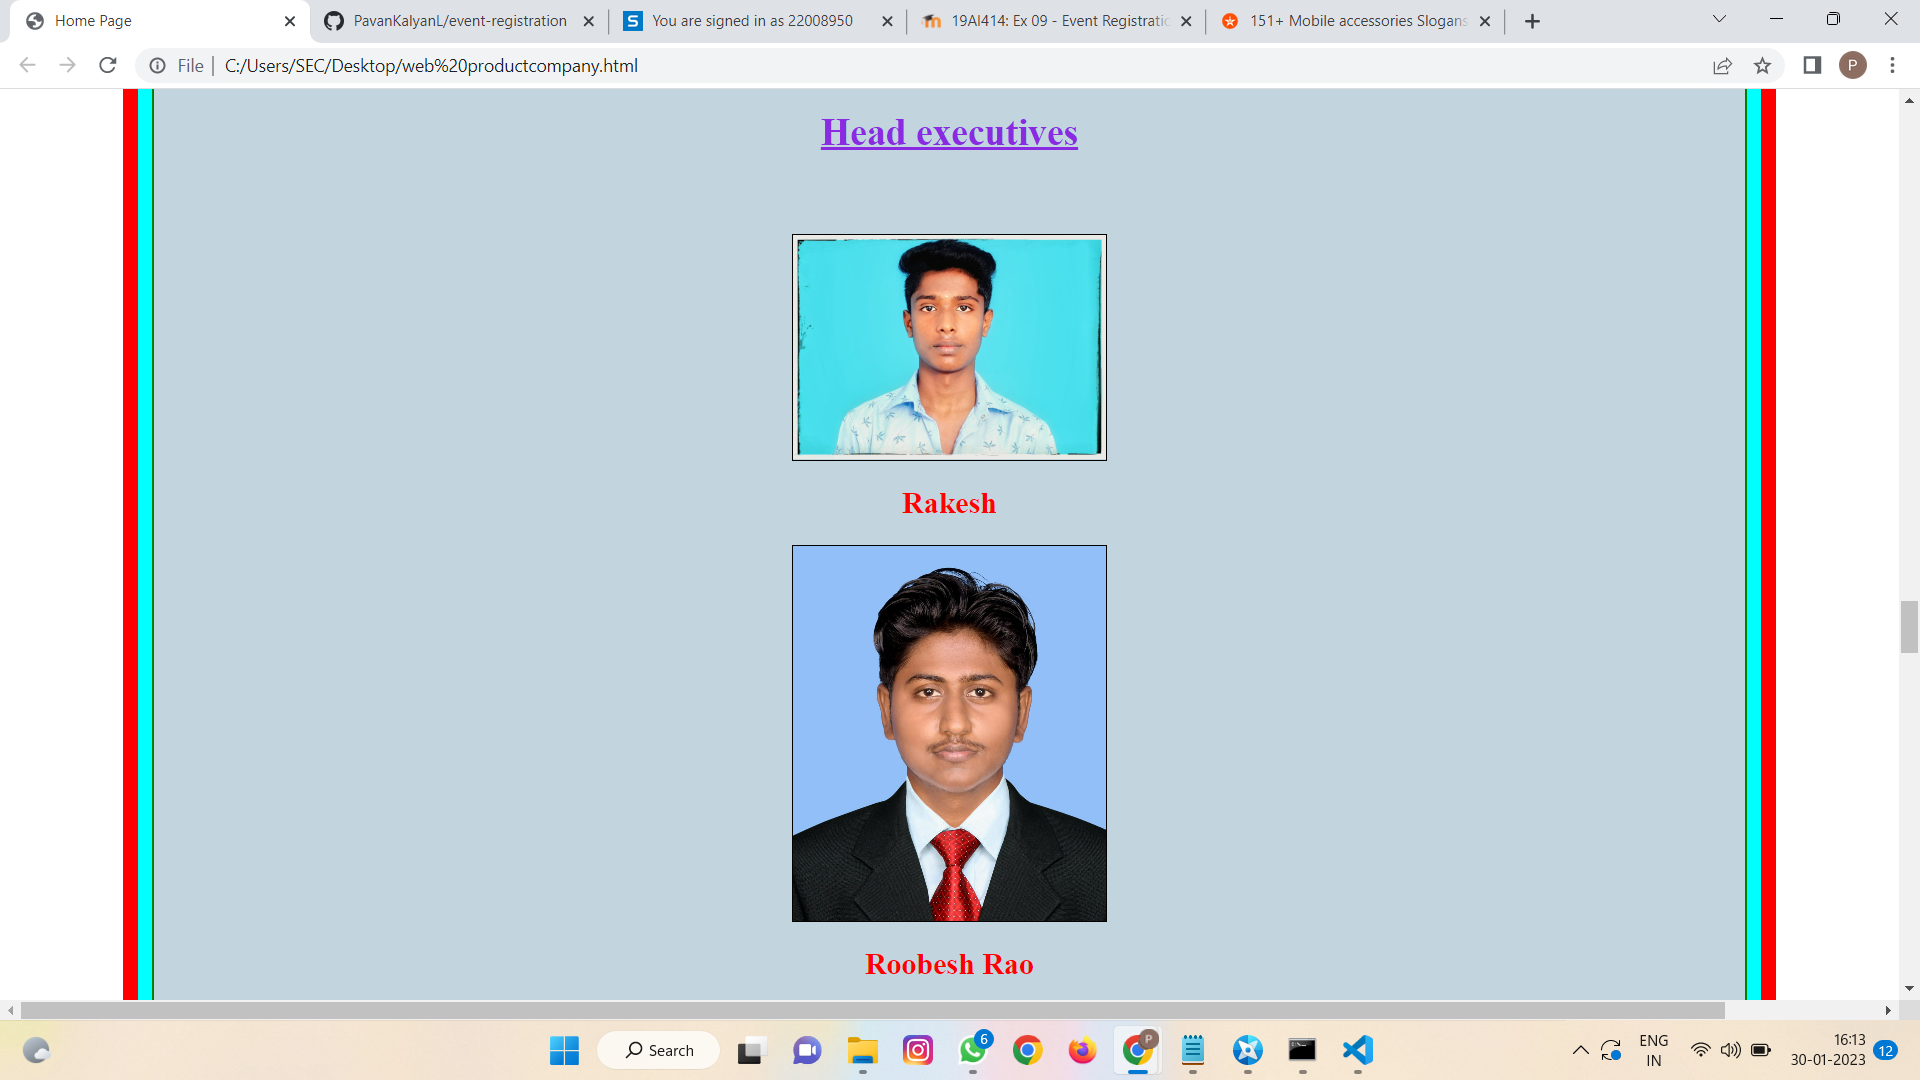 Home Page
PavanKalyanL/event-registration
You are signed in as 22008950
19AI414: Ex 09 - Event Registratio
151+ Mobile accessories Slogans
File
C:/Users/SEC/Desktop/web%20productcompany.html
P
Head executives
Rakesh
Roobesh Rao
Search
6
P
ENG
IN
16:13
30-01-2023
12